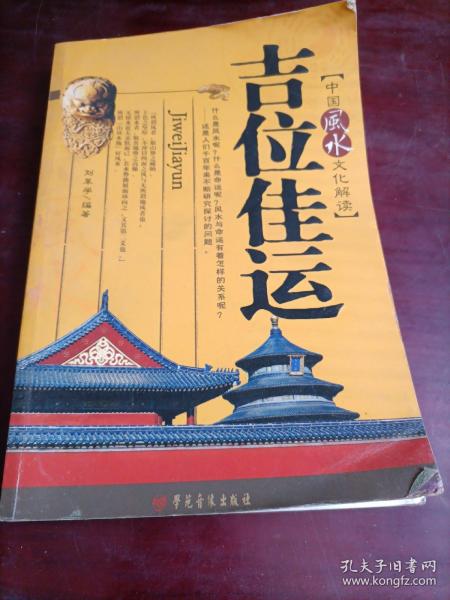 【中国風水文化解读】
吉位佳运
JiweiJiayun
什么是风水呢？什么是命运呢？风水与命运有着怎样的关系呢？
——这是人们千百年来不断研究探讨的问题。
刘革学/编著
學苑音像出版社
孔夫子旧书网
www.kongfz.com